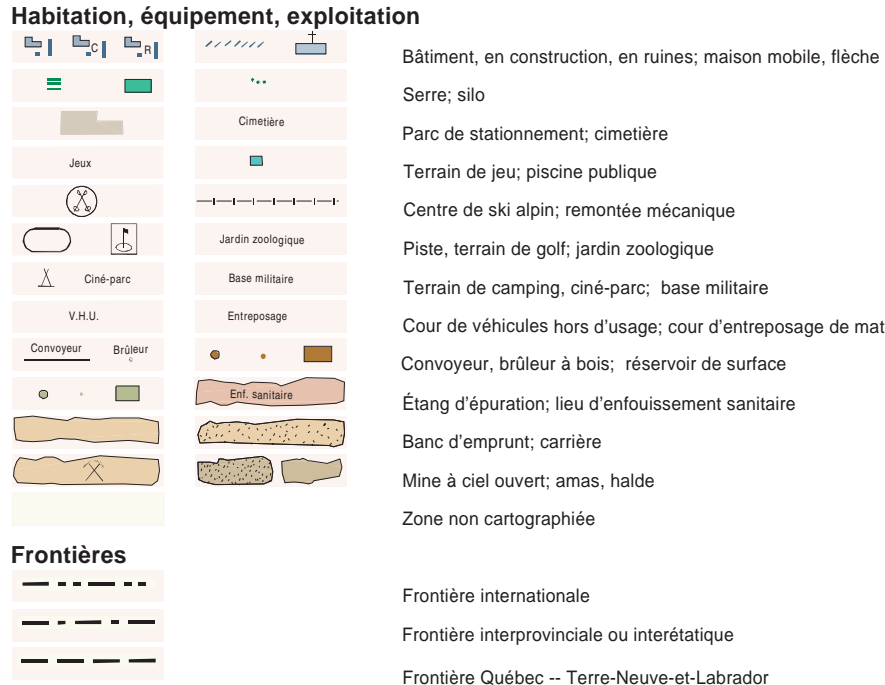 Habitation, équipement, exploitation
C R Bâtiment, en construction, en ruines; maison mobile, flèche
Serre; silo
Cimetière Parc de stationnement; cimetière
Jeux Terrain de jeu; piscine publique
Centre de ski alpin; remontée mécanique
Jardin zoologique Piste, terrain de golf; jardin zoologique
Ciné-parc Base militaire Terrain de camping, ciné-parc; base militaire
V.H.U. Entreposage Cour de véhicules hors d'usage; cour d'entreposage de mat
Convoyeur Brûleur Convoyeur, brûleur à bois; réservoir de surface
Enf. sanitaire Étang d'épuration; lieu d'enfouissement sanitaire
Banc d'emprunt; carrière
Mine à ciel ouvert; amas, halde
Zone non cartographiée
Frontières
Frontière internationale
Frontière interprovinciale ou interétatique
Frontière Québec -- Terre-Neuve-et-Labrador